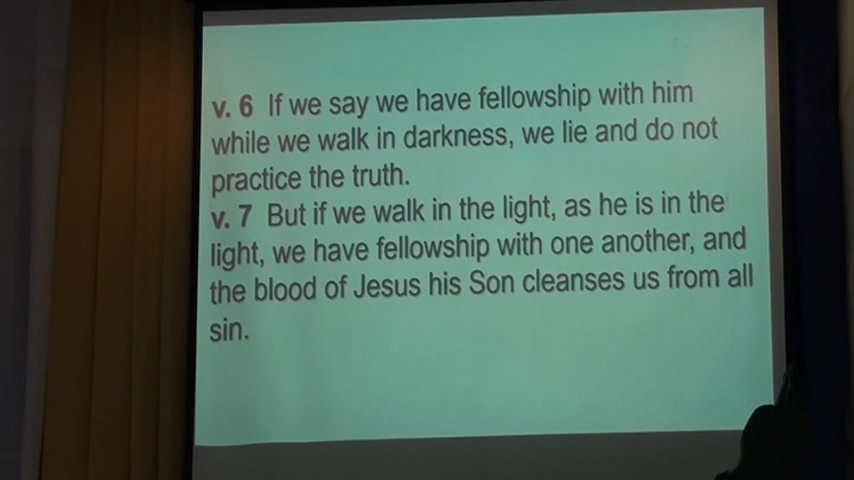 v. 6 If we say we have fellowship with him
while we walk in darkness, we lie and do not
practice the truth.
v. 7 But if we walk in the light, as he is in the
light, we have fellowship with one another, and
the blood of Jesus his Son cleanses us from all
sin.